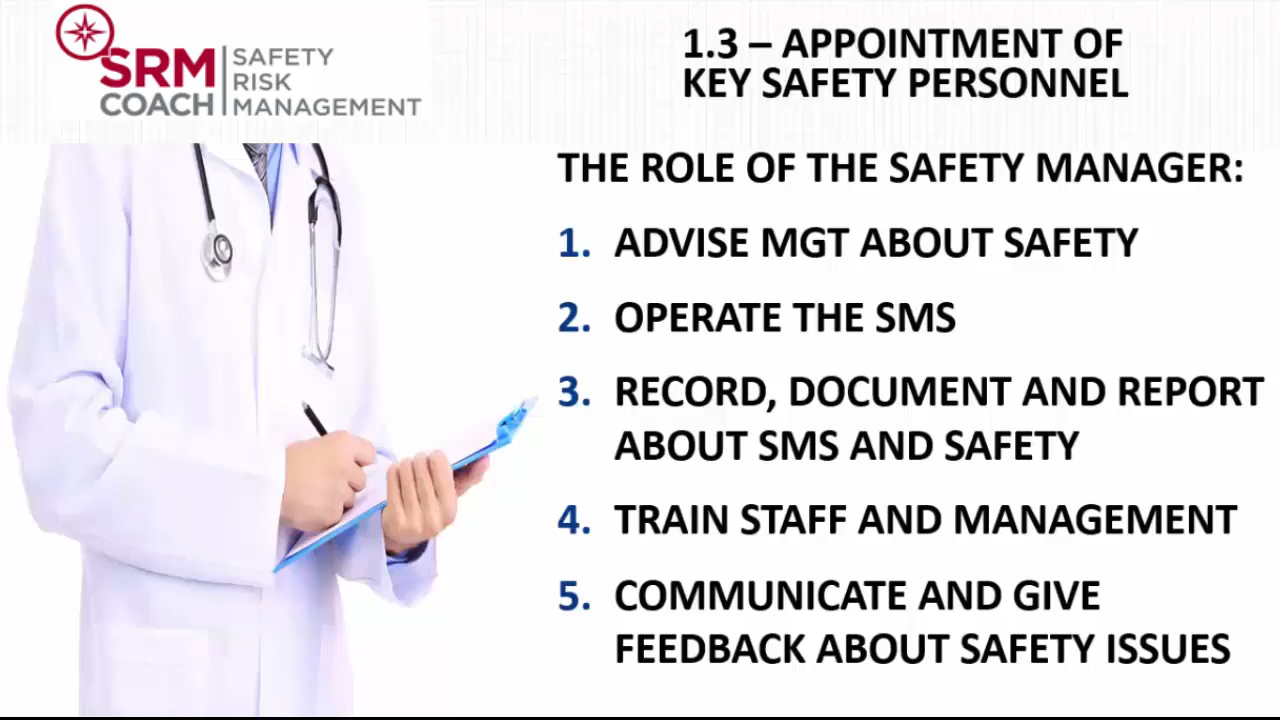 SRM
COACH
SAFETY
RISK
MANAGEMENT
1.3 – APPOINTMENT OF
KEY SAFETY PERSONNEL
THE ROLE OF THE SAFETY MANAGER:
1. ADVISE MGT ABOUT SAFETY
2. OPERATE THE SMS
3. RECORD, DOCUMENT AND REPORT
ABOUT SMS AND SAFETY
4. TRAIN STAFF AND MANAGEMENT
5. COMMUNICATE AND GIVE
FEEDBACK ABOUT SAFETY ISSUES